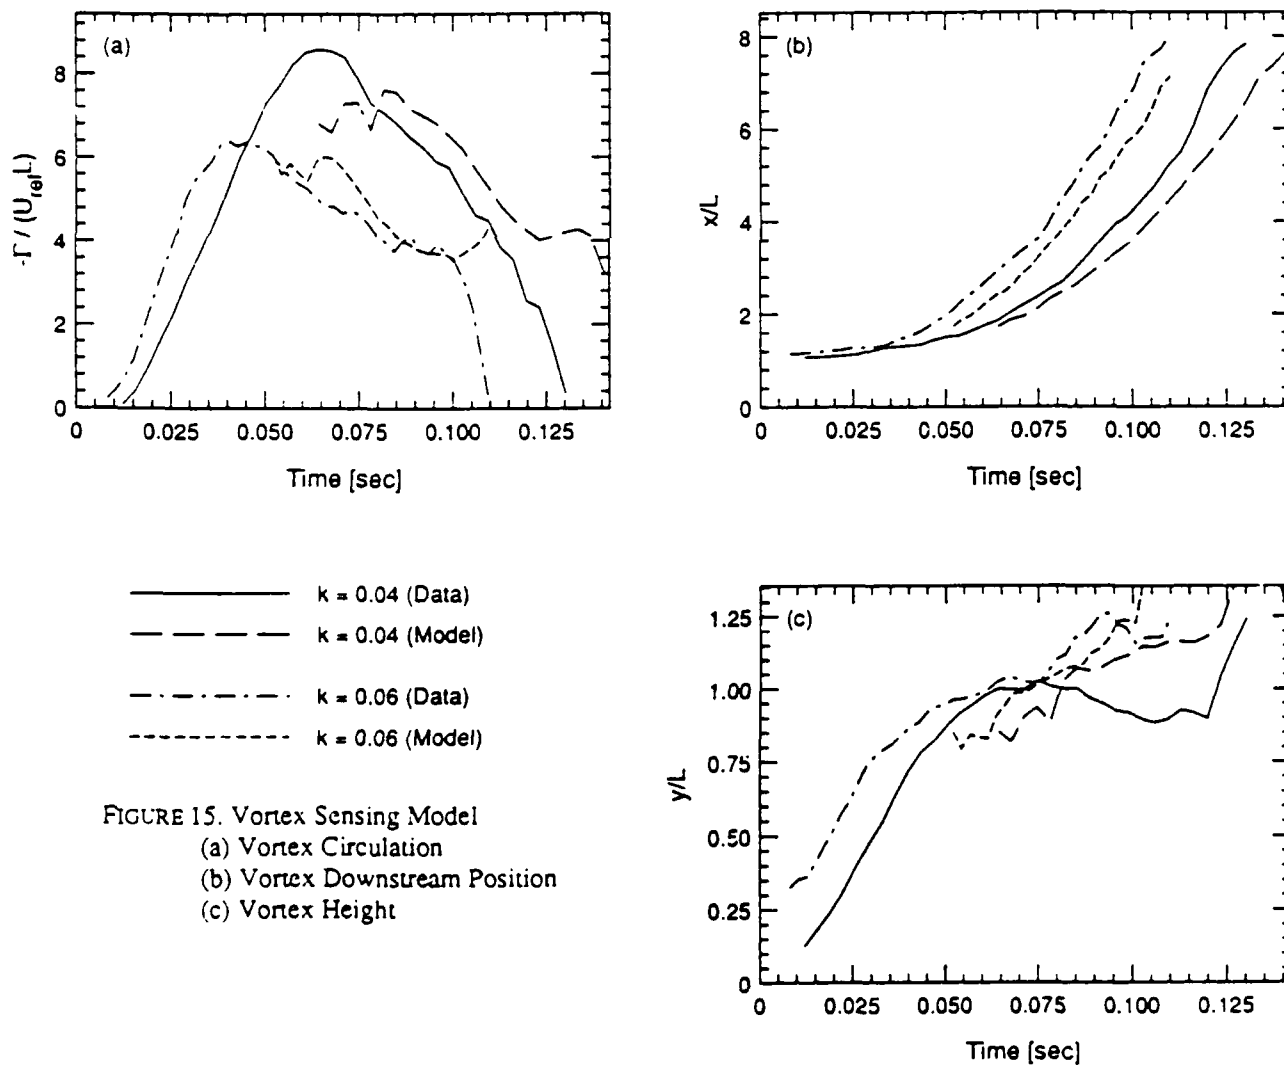 (a)
8
6
4
2
0
-Γ / (U_ref L)
0 0.025 0.050 0.075 0.100 0.125
Time [sec]
(b)
8
6
4
2
0
x/L
0 0.025 0.050 0.075 0.100 0.125
Time [sec]
k = 0.04 (Data)
k = 0.04 (Model)
k = 0.06 (Data)
k = 0.06 (Model)
FIGURE 15. Vortex Sensing Model
(a) Vortex Circulation
(b) Vortex Downstream Position
(c) Vortex Height
(c)
1.25
1.00
0.75
0.50
0.25
0
y/L
0 0.025 0.050 0.075 0.100 0.125
Time [sec]